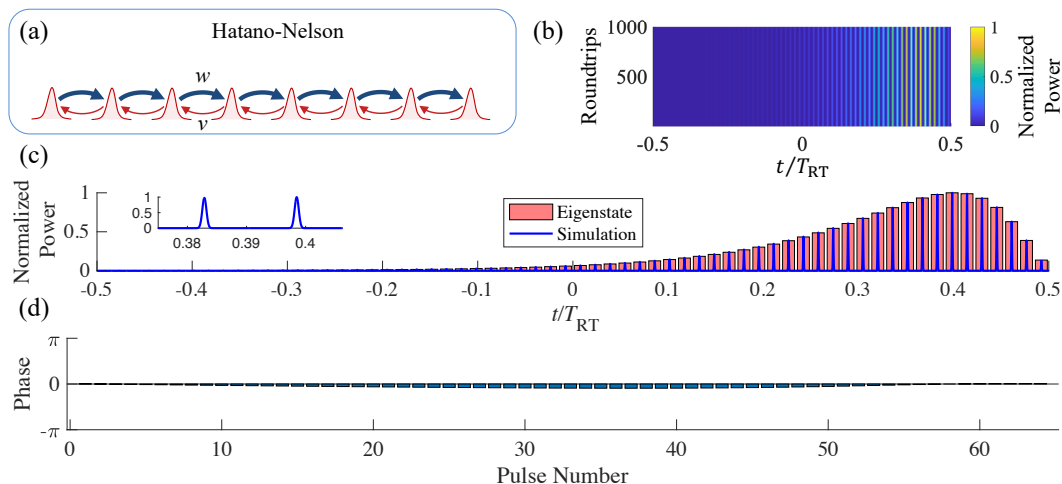 (a)
Hatano-Nelson
w
v
(b)
Roundtrips
1000
500
-0.5
0
0.5
t/T_RT
1
0.5
0
Normalized
Power
(c)
Normalized
Power
1
0.5
0
1
0.5
0
0.38
0.39
0.4
Eigenstate
Simulation
-0.5
-0.4
-0.3
-0.2
-0.1
0
0.1
0.2
0.3
0.4
0.5
t/T_RT
(d)
Phase
π
0
-π
0
10
20
30
40
50
60
Pulse Number